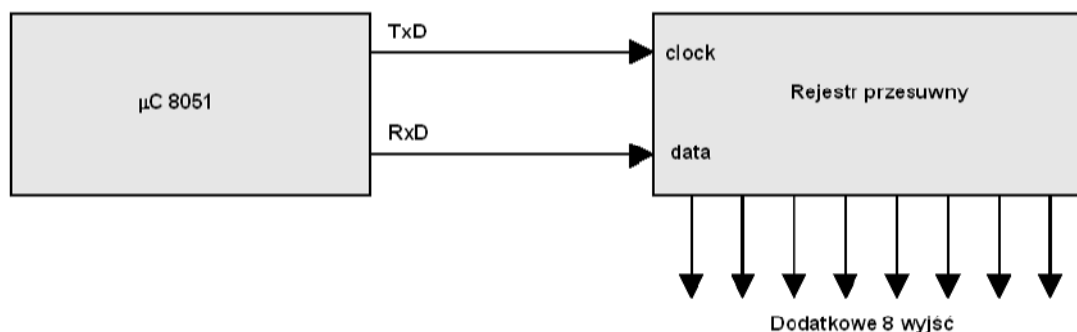 TxD
clock
μC 8051
Rejestr przesuwny
RxD
data
Dodatkowe 8 wyjść